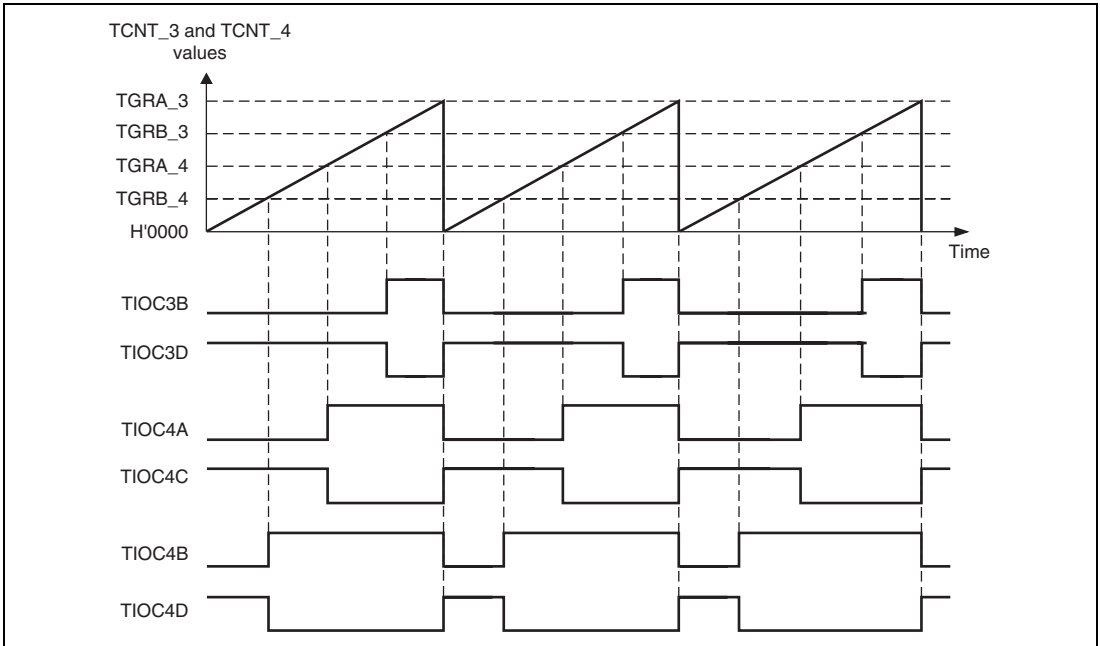 TCNT_3 and TCNT_4
values
TGRA_3
TGRB_3
TGRA_4
TGRB_4
H'0000
Time
TIOC3B
TIOC3D
TIOC4A
TIOC4C
TIOC4B
TIOC4D